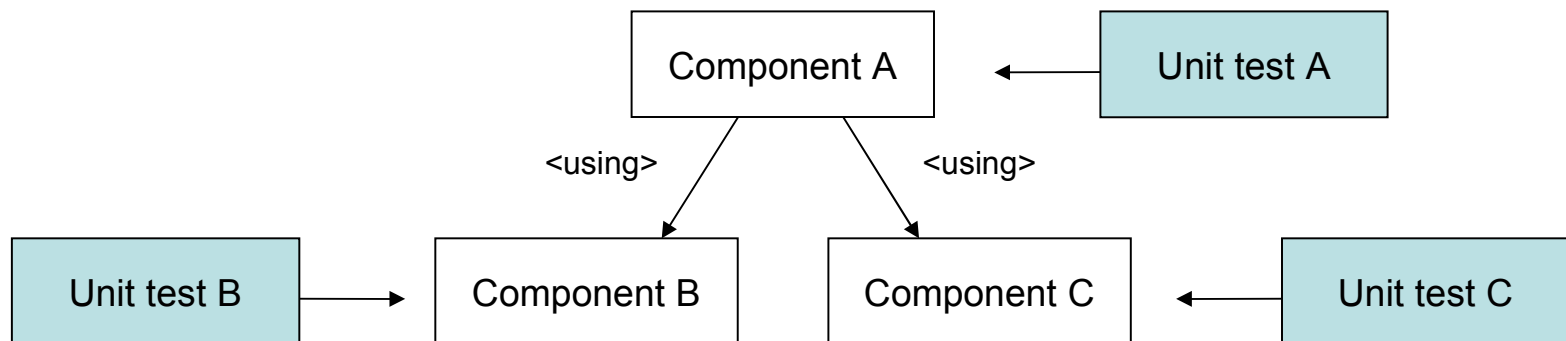 Component A
Unit test A
<using>
<using>
Unit test B
Component B
Component C
Unit test C